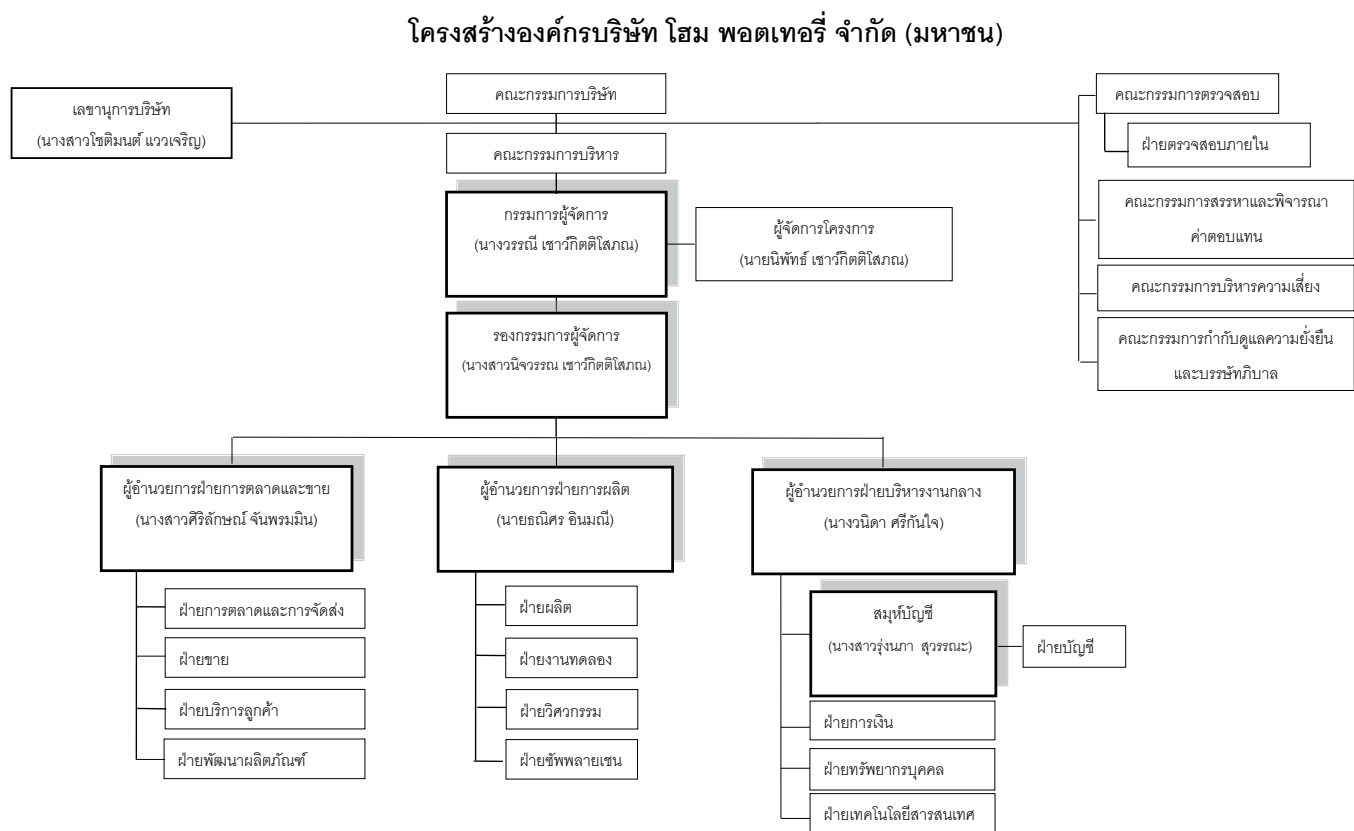 โครงสร้างองค์กรบริษัท โฮม พอตเทอรี่ จำกัด (มหาชน)
คณะกรรมการบริษัท
เลขานุการบริษัท
(นางสาวโชติมนต์ แววเจริญ)
คณะกรรมการบริหาร
กรรมการผู้จัดการ
(นางวรรณี เชาว์กิตติโสภณ)
ผู้จัดการโครงการ
(นายนิพัทธ์ เชาว์กิตติโสภณ)
รองกรรมการผู้จัดการ
(นางสาวนิจวรรณ เชาว์กิตติโสภณ)
คณะกรรมการตรวจสอบ
ฝ่ายตรวจสอบภายใน
คณะกรรมการสรรหาและพิจารณา
ค่าตอบแทน
คณะกรรมการบริหารความเสี่ยง
คณะกรรมการกำกับดูแลความยั่งยืน
และบรรษัทภิบาล
ผู้อำนวยการฝ่ายการตลาดและขาย
(นางสาวศิริลักษณ์ จันพรมมิน)
ฝ่ายการตลาดและการจัดส่ง
ฝ่ายขาย
ฝ่ายบริการลูกค้า
ฝ่ายพัฒนาผลิตภัณฑ์
ผู้อำนวยการฝ่ายการผลิต
(นายธณิศร อินมณี)
ฝ่ายผลิต
ฝ่ายงานทดลอง
ฝ่ายวิศวกรรม
ฝ่ายซัพพลายเชน
ผู้อำนวยการฝ่ายบริหารงานกลาง
(นางวนิดา ศรีกันใจ)
สมุห์บัญชี
(นางสาวรุ่งนภา สุวรรณะ)
ฝ่ายบัญชี
ฝ่ายการเงิน
ฝ่ายทรัพยากรบุคคล
ฝ่ายเทคโนโลยีสารสนเทศ